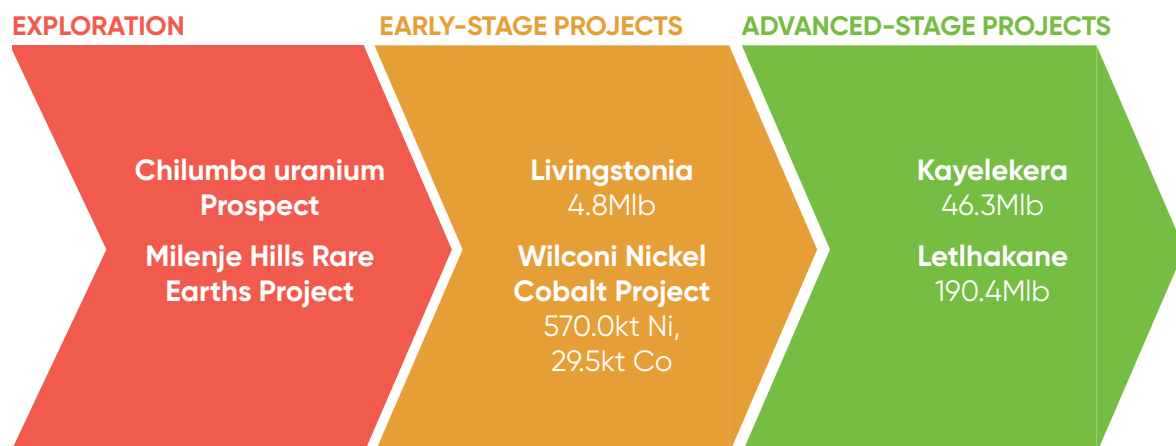 EXPLORATION
EARLY-STAGE PROJECTS
ADVANCED-STAGE PROJECTS
Chilumba uranium
Prospect
Milenje Hills Rare
Earths Project
Livingstonia
4.8Mlb
Wilconi Nickel
Cobalt Project
570.0kt Ni,
29.5kt Co
Kayelekera
46.3Mlb
Letlhakane
190.4Mlb